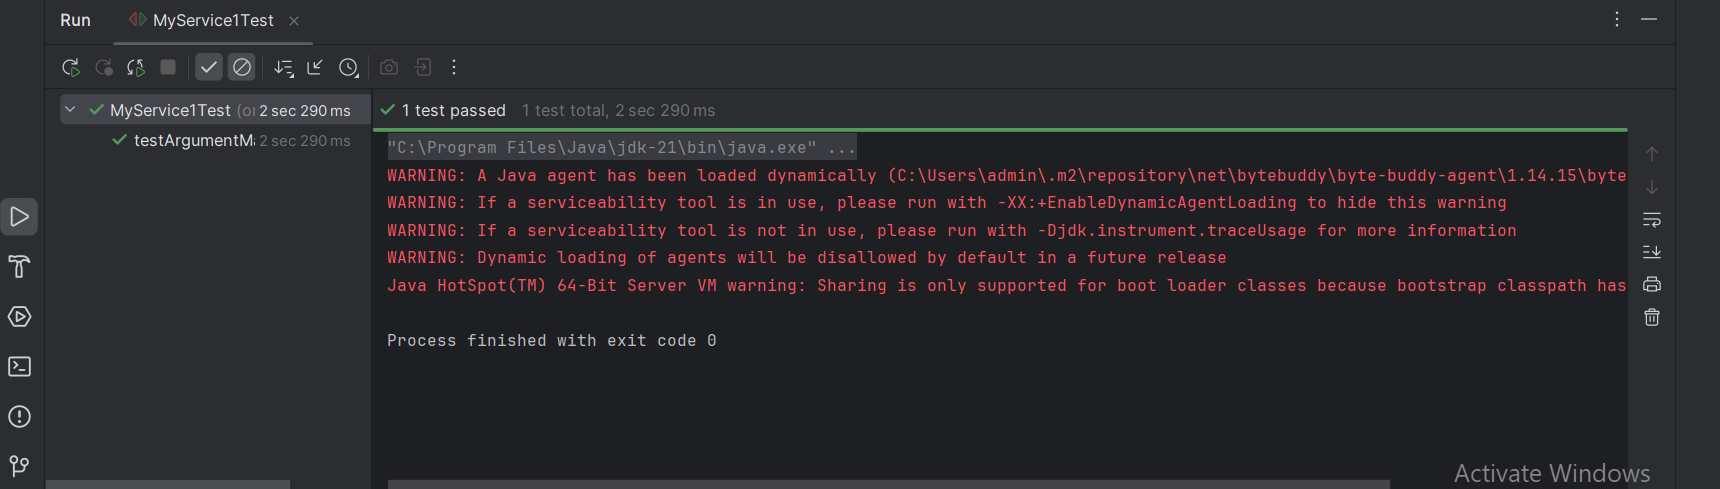 Run
MyService1Test
MyService1Test (or 2 sec 290 ms
testArgumentMa 2 sec 290 ms
1 test passed 1 test total, 2 sec 290 ms
"C:\Program Files\Java\jdk-21\bin\java.exe" ...
WARNING: A Java agent has been loaded dynamically (C:\Users\admin\.m2\repository\net\bytebuddy\byte-buddy-agent\1.14.15\byte
WARNING: If a serviceability tool is in use, please run with -XX:+EnableDynamicAgentLoading to hide this warning
WARNING: If a serviceability tool is not in use, please run with -Djdk.instrument.traceUsage for more information
WARNING: Dynamic loading of agents will be disallowed by default in a future release
Java HotSpot(TM) 64-Bit Server VM warning: Sharing is only supported for boot loader classes because bootstrap classpath has
Process finished with exit code 0
Activate Windows